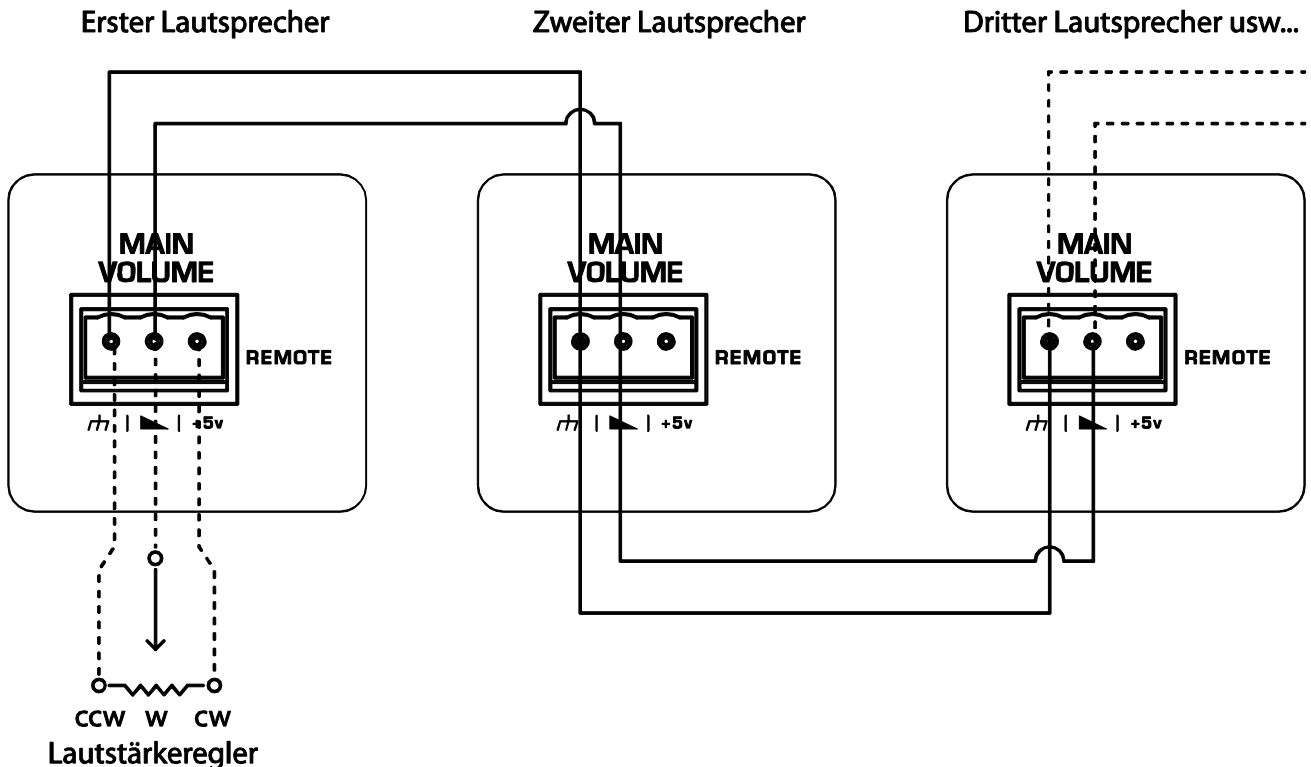 Erster Lautsprecher
Zweiter Lautsprecher
Dritter Lautsprecher usw...
MAIN
VOLUME
REMOTE
+5v
MAIN
VOLUME
REMOTE
+5v
MAIN
VOLUME
REMOTE
+5v
CCW W CW
Lautstärkeregler